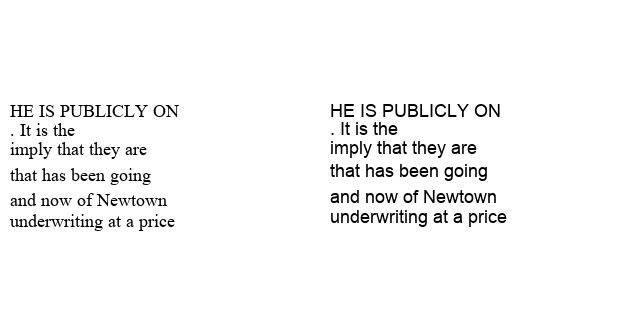 HE IS PUBLICLY ON
. It is the
imply that they are
that has been going
and now of Newtown
underwriting at a price
HE IS PUBLICLY ON
. It is the
imply that they are
that has been going
and now of Newtown
underwriting at a price